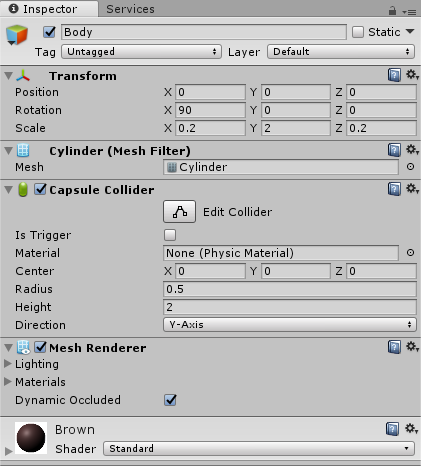 Inspector Services
Body Static
Tag Untagged Layer Default
Transform
Position X 0 Y 0 Z 0
Rotation X 90 Y 0 Z 0
Scale X 0.2 Y 2 Z 0.2
Cylinder (Mesh Filter)
Mesh Cylinder
Capsule Collider
Edit Collider
Is Trigger
Material None (Physic Material)
Center X 0 Y 0 Z 0
Radius 0.5
Height 2
Direction Y-Axis
Mesh Renderer
Lighting
Materials
Dynamic Occluded
Brown
Shader Standard